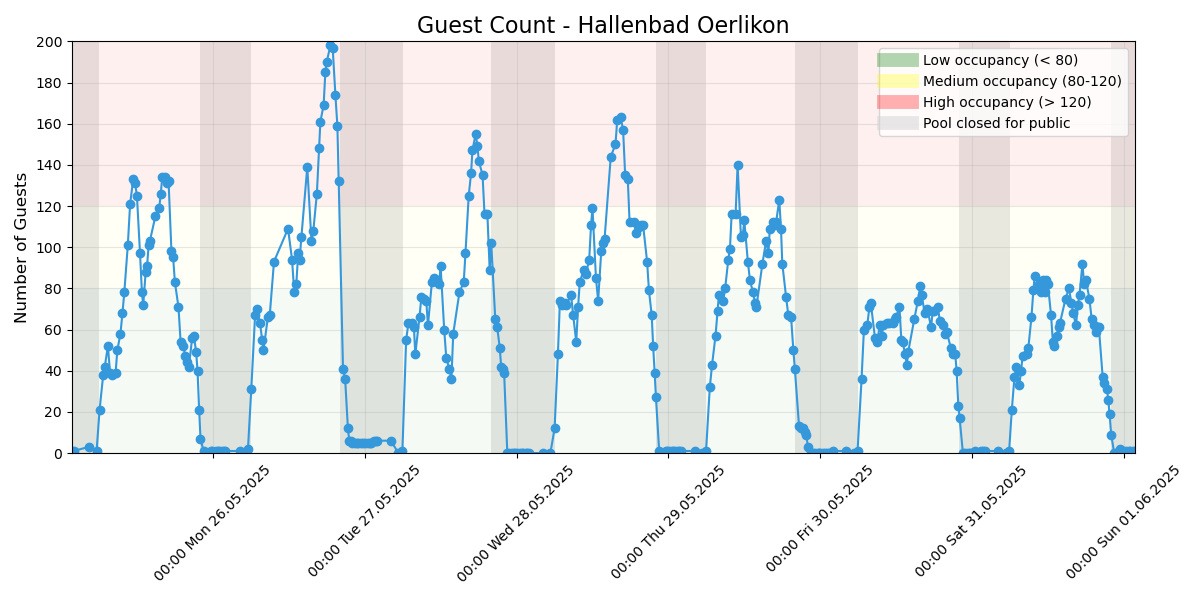 Guest Count - Hallenbad Oerlikon
Number of Guests
200
180
160
140
120
100
80
60
40
20
0
Low occupancy (< 80)
Medium occupancy (80-120)
High occupancy (> 120)
Pool closed for public
00:00 Mon 26.05.2025
00:00 Tue 27.05.2025
00:00 Wed 28.05.2025
00:00 Thu 29.05.2025
00:00 Fri 30.05.2025
00:00 Sat 31.05.2025
00:00 Sun 01.06.2025